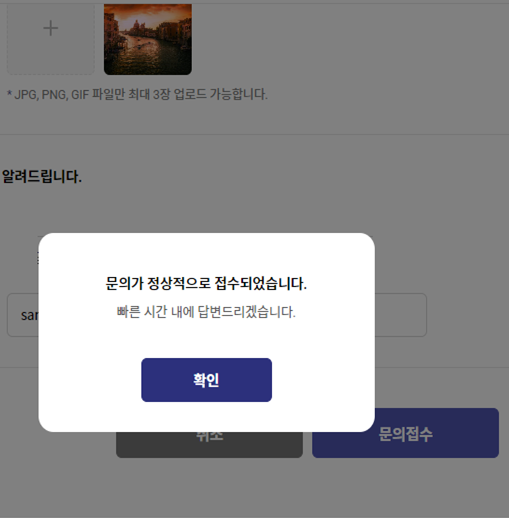 * JPG, PNG, GIF 파일만 최대 3장 업로드 가능합니다.
알려드립니다.
문의가 정상적으로 접수되었습니다.
빠른 시간 내에 답변드리겠습니다.
확인
취소
문의접수